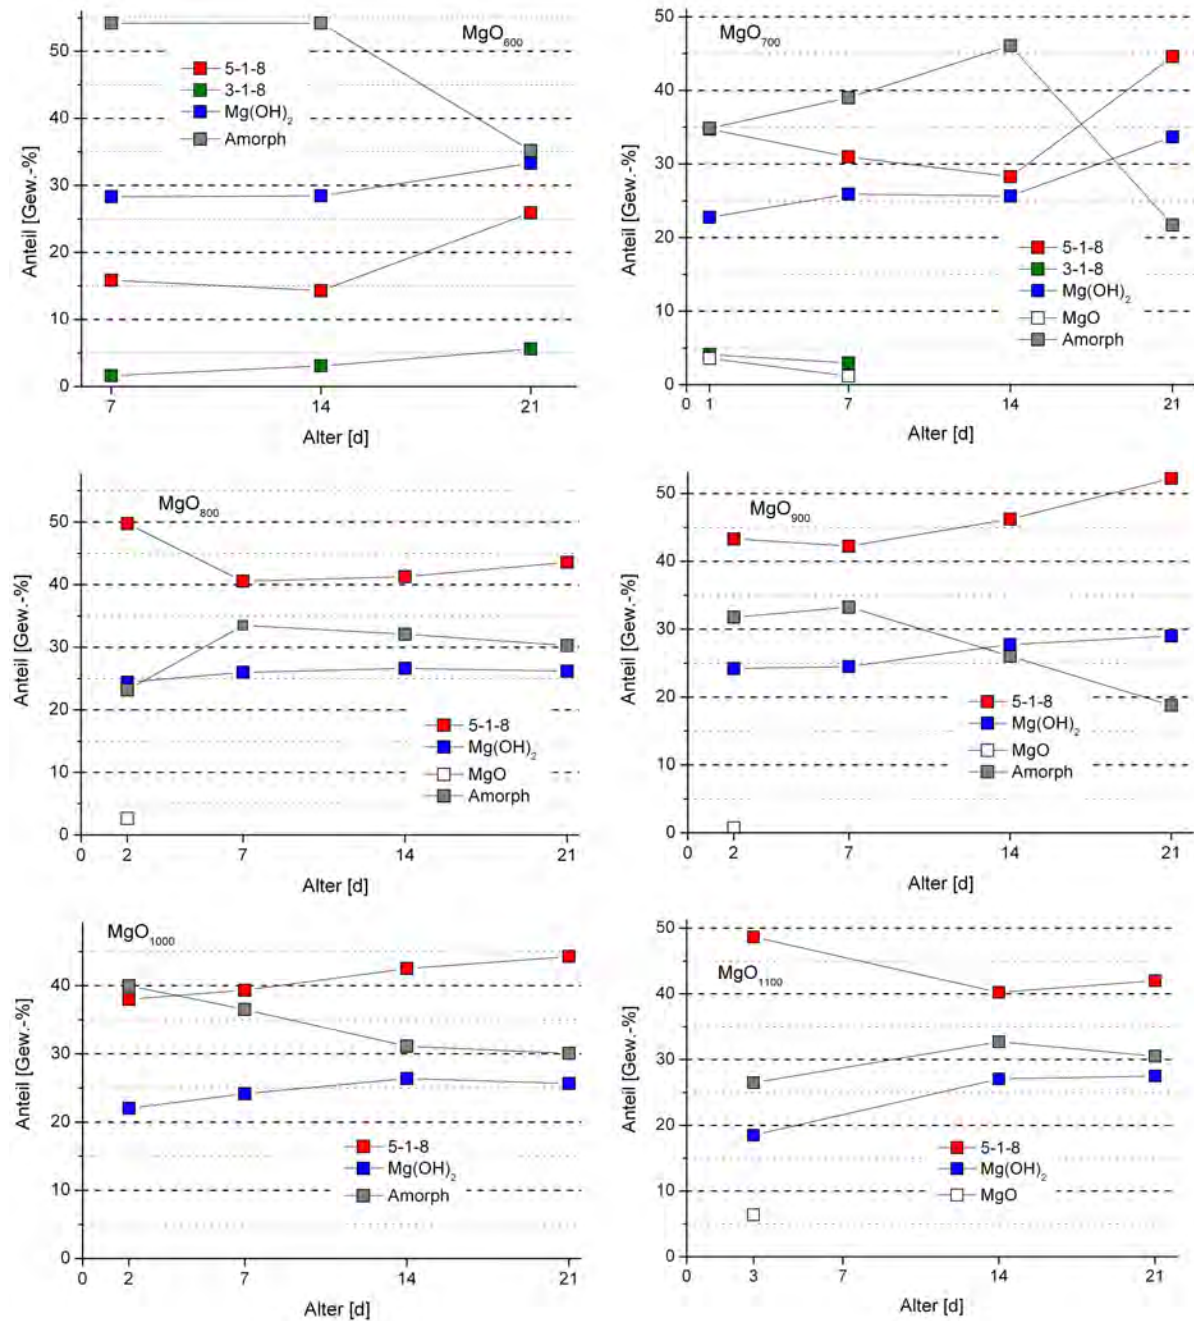 MgO600
5-1-8
3-1-8
Mg(OH)2
Amorph
Anteil [Gew.-%]
50
40
30
20
10
0
7 14 21
Alter [d]
MgO700
5-1-8
3-1-8
Mg(OH)2
MgO
Amorph
Anteil [Gew.-%]
50
40
30
20
10
0
0 1 7 14 21
Alter [d]
MgO800
5-1-8
Mg(OH)2
MgO
Amorph
Anteil [Gew.-%]
50
40
30
20
10
0
0 2 7 14 21
Alter [d]
MgO900
5-1-8
Mg(OH)2
MgO
Amorph
Anteil [Gew.-%]
50
40
30
20
10
0
0 2 7 14 21
Alter [d]
MgO1000
5-1-8
Mg(OH)2
Amorph
Anteil [Gew.-%]
40
30
20
10
0
0 2 7 14 21
Alter [d]
MgO1100
5-1-8
Mg(OH)2
MgO
Anteil [Gew.-%]
50
40
30
20
10
0
0 3 7 14 21
Alter [d]